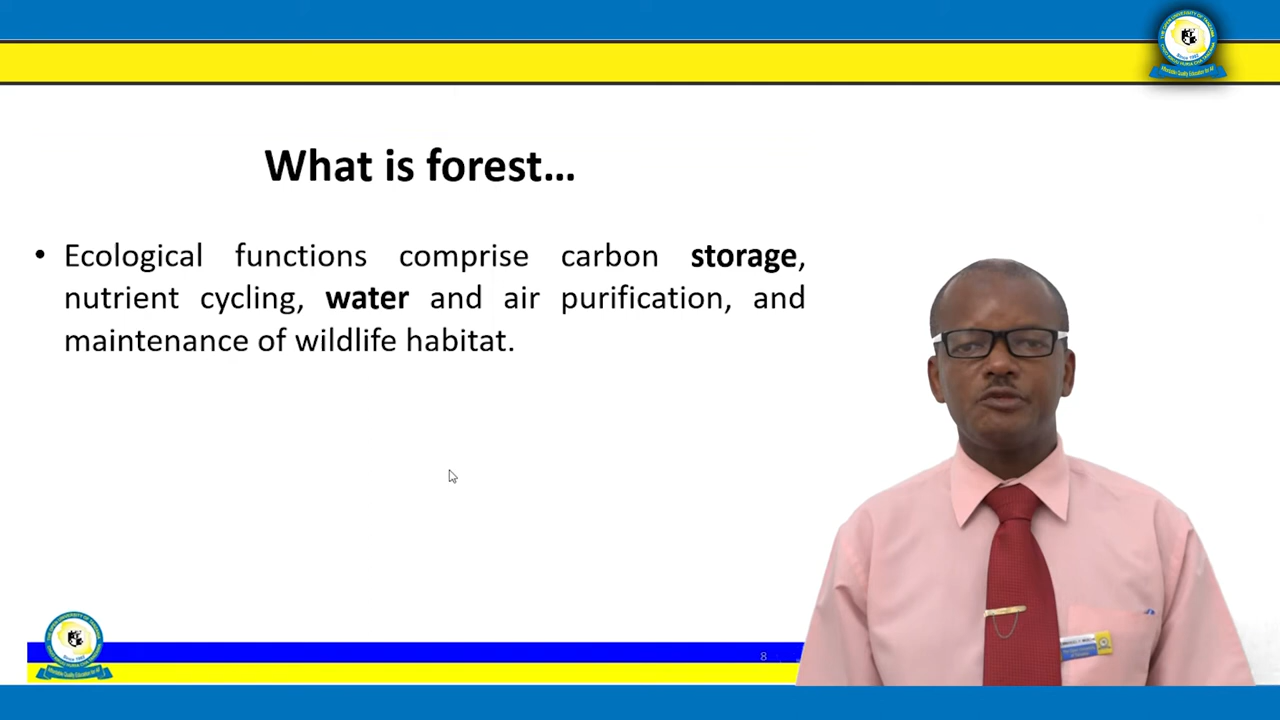 What is forest…
• Ecological functions comprise carbon storage,
nutrient cycling, water and air purification, and
maintenance of wildlife habitat.
8